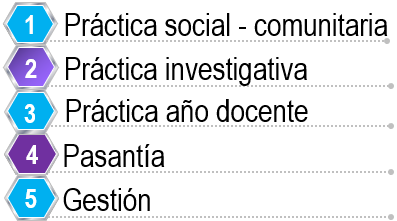 1 Práctica social - comunitaria
2 Práctica investigativa
3 Práctica año docente
4 Pasantía
5 Gestión